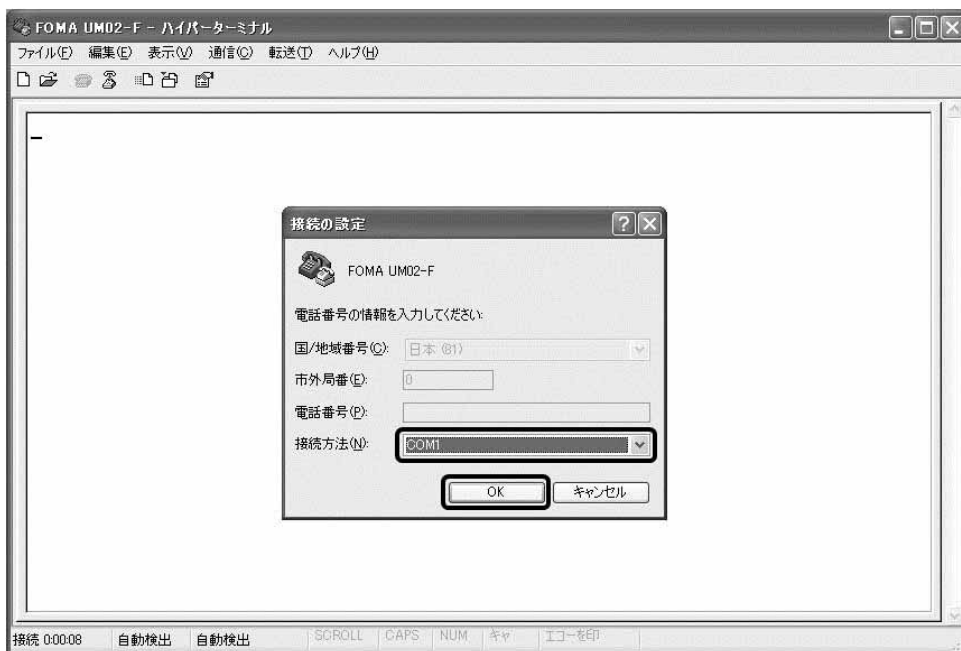 FOMA UM02-F - ハイパーターミナル
ファイル(F) 編集(E) 表示(V) 通信(C) 転送(T) ヘルプ(H)
接続の設定
FOMA UM02-F
電話番号の情報を入力してください:
国/地域番号(C): 日本 (81)
市外局番(E): 0
電話番号(P):
接続方法(N): COM1
OK キャンセル
接続 0:00:08 自動検出 自動検出 SCROLL CAPS NUM キャ エコーを印